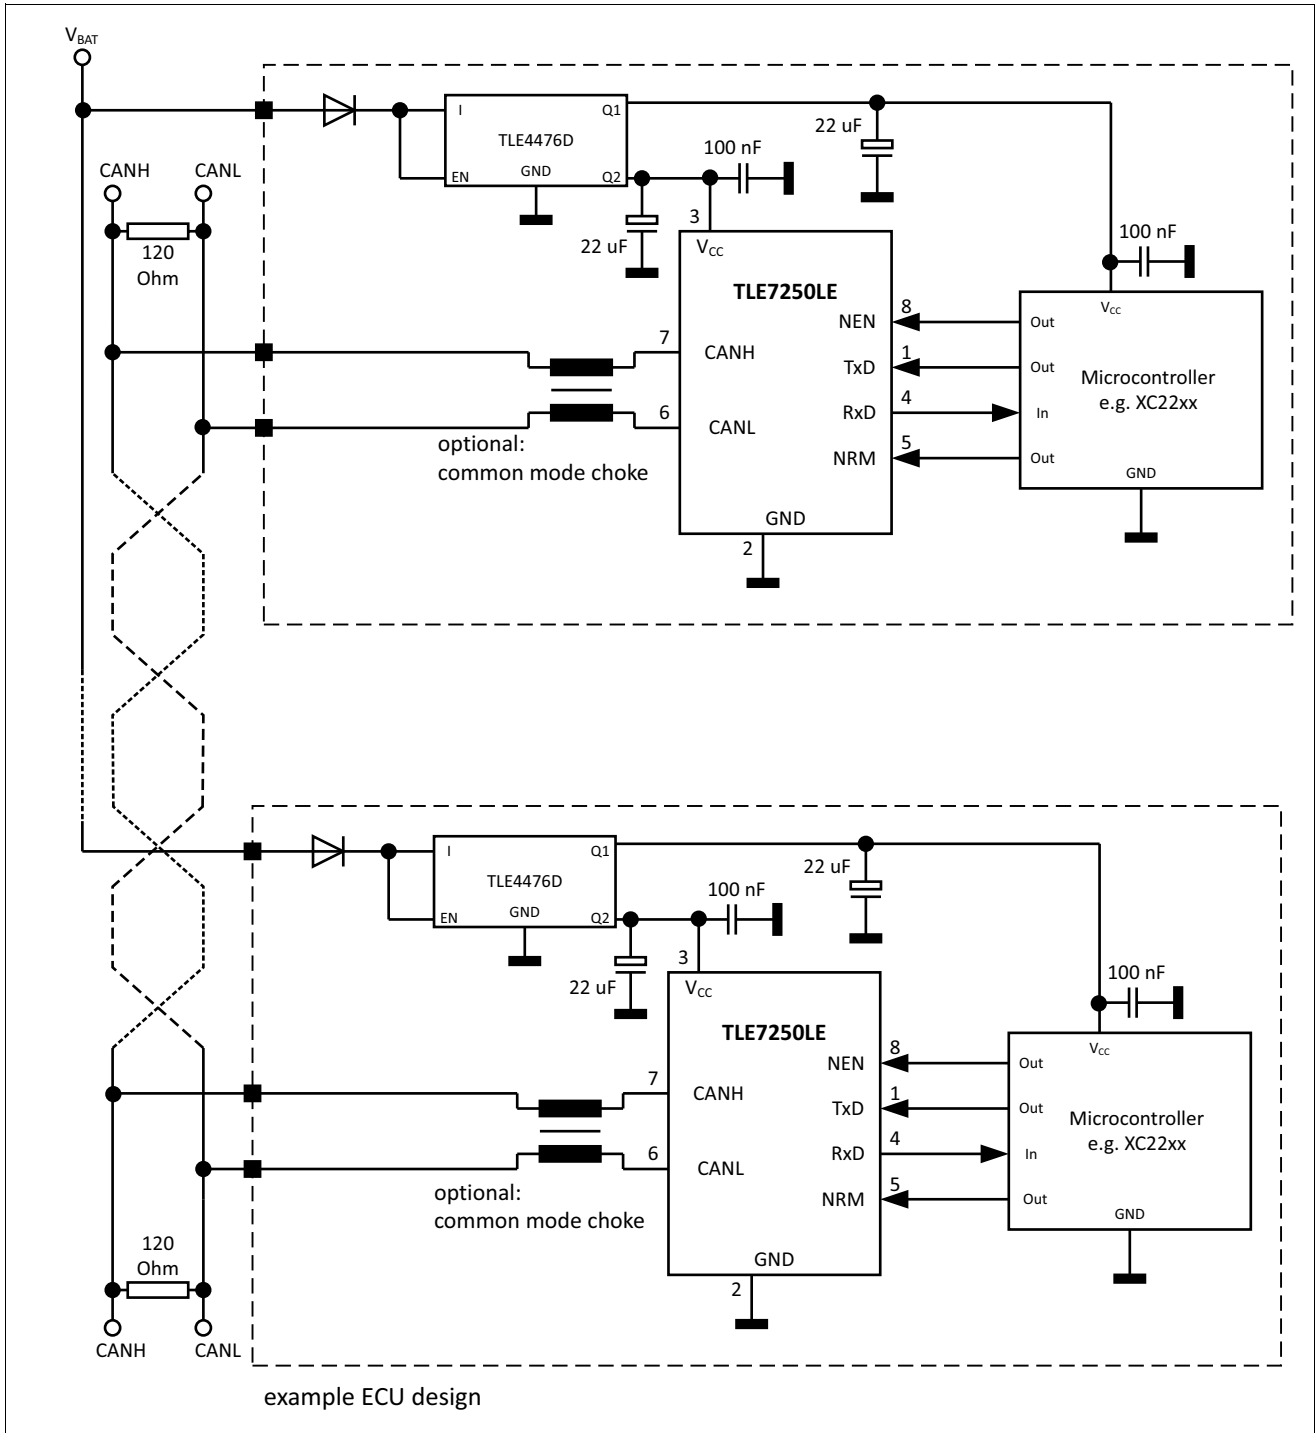 VBAT
CANH
CANL
120
Ohm
I
Q1
TLE4476D
EN
GND
Q2
22 uF
100 nF
22 uF
3
VCC
TLE7250LE
100 nF
VCC
NEN
8
Out
7
CANH
TxD
1
Out
Microcontroller
e.g. XC22xx
6
CANL
RxD
4
In
NRM
5
Out
optional:
common mode choke
GND
GND
2
I
Q1
TLE4476D
EN
GND
Q2
22 uF
100 nF
22 uF
3
VCC
TLE7250LE
100 nF
VCC
NEN
8
Out
7
CANH
TxD
1
Out
Microcontroller
e.g. XC22xx
6
CANL
RxD
4
In
NRM
5
Out
optional:
common mode choke
GND
GND
2
120
Ohm
CANH
CANL
example ECU design